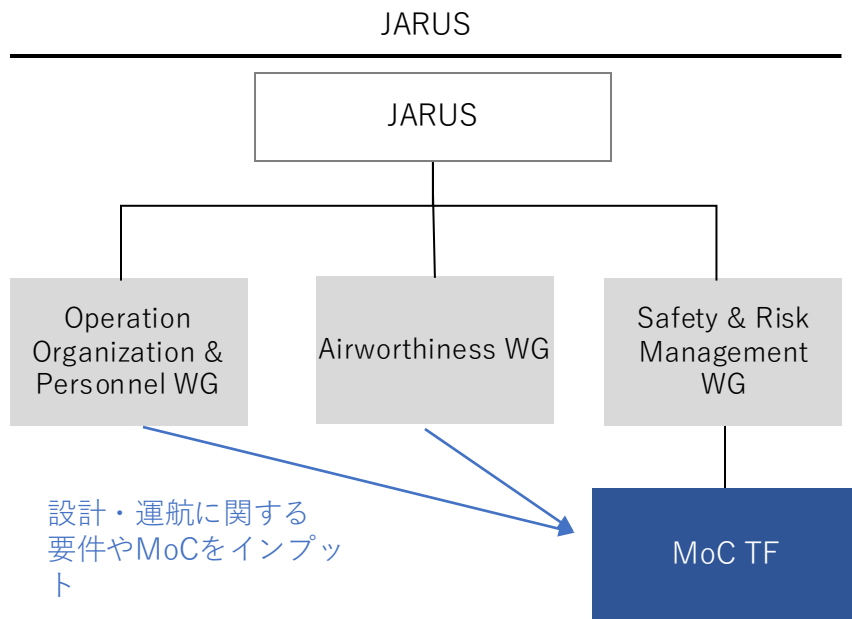 JARUS
JARUS
Operation
Organization &
Personnel WG
Airworthiness WG
Safety & Risk
Management
WG
設計・運航に関する
要件やMoCをインプッ
ト
MoC TF